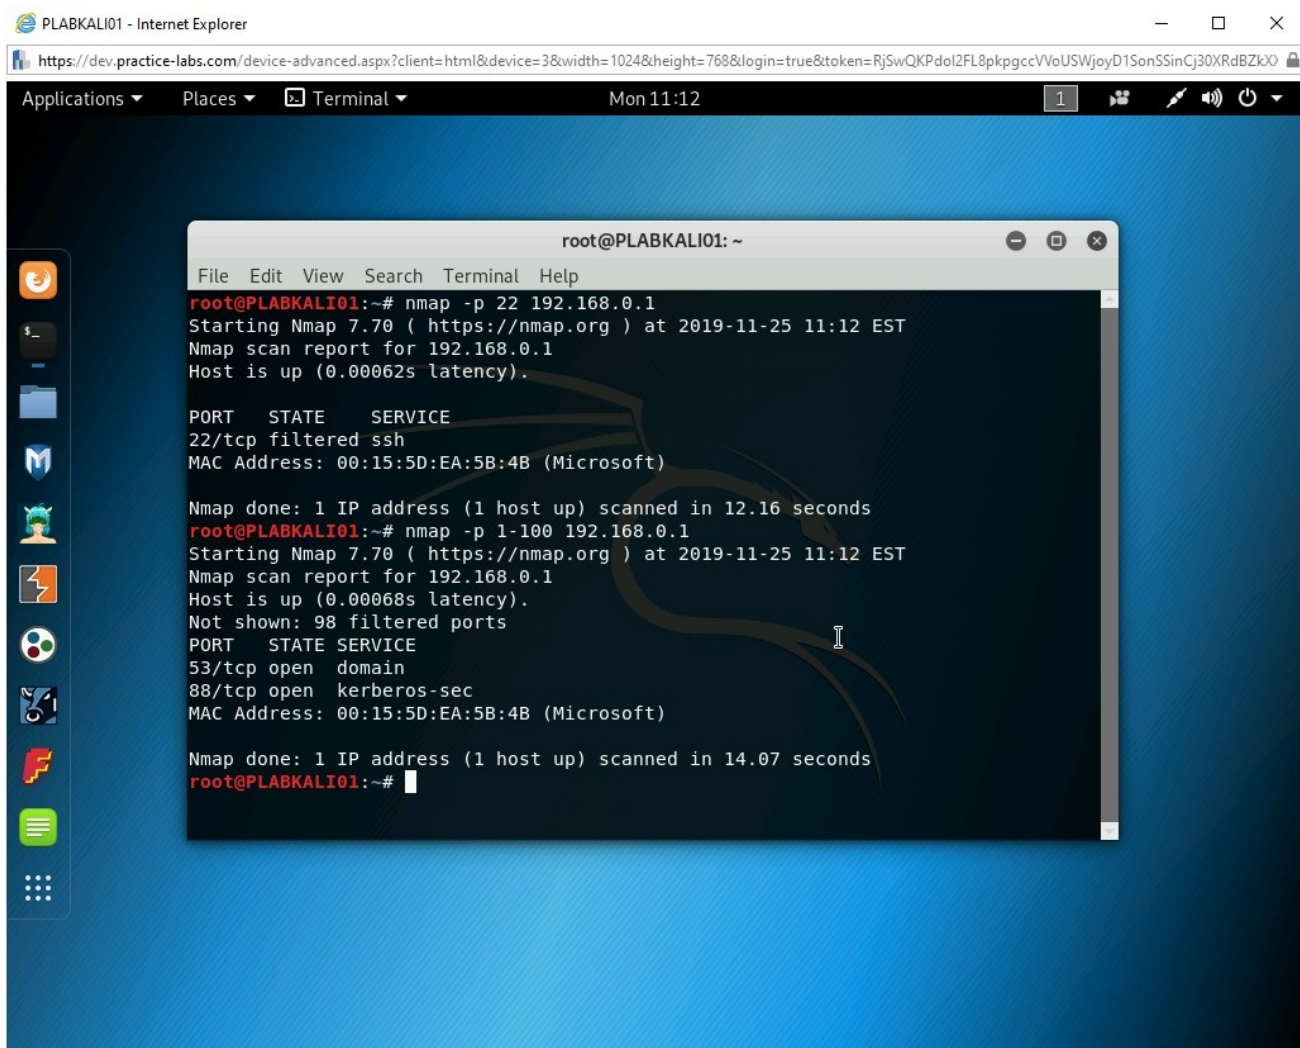 PLABKALI01 - Internet Explorer
https://dev.practice-labs.com/device-advanced.aspx?client=html&device=3&width=1024&height=768&login=true&token=
Applications Places Terminal Mon 11:12 1
root@PLABKALI01: ~
File Edit View Search Terminal Help
root@PLABKALI01:~# nmap -p 22 192.168.0.1
Starting Nmap 7.70 ( https://nmap.org ) at 2019-11-25 11:12 EST
Nmap scan report for 192.168.0.1
Host is up (0.00062s latency).
PORT   STATE    SERVICE
22/tcp filtered ssh
MAC Address: 00:15:5D:EA:5B:4B (Microsoft)
Nmap done: 1 IP address (1 host up) scanned in 12.16 seconds
root@PLABKALI01:~# nmap -p 1-100 192.168.0.1
Starting Nmap 7.70 ( https://nmap.org ) at 2019-11-25 11:12 EST
Nmap scan report for 192.168.0.1
Host is up (0.00068s latency).
Not shown: 98 filtered ports
PORT   STATE SERVICE
53/tcp open  domain
88/tcp open  kerberos-sec
MAC Address: 00:15:5D:EA:5B:4B (Microsoft)
Nmap done: 1 IP address (1 host up) scanned in 14.07 seconds
root@PLABKALI01:~#